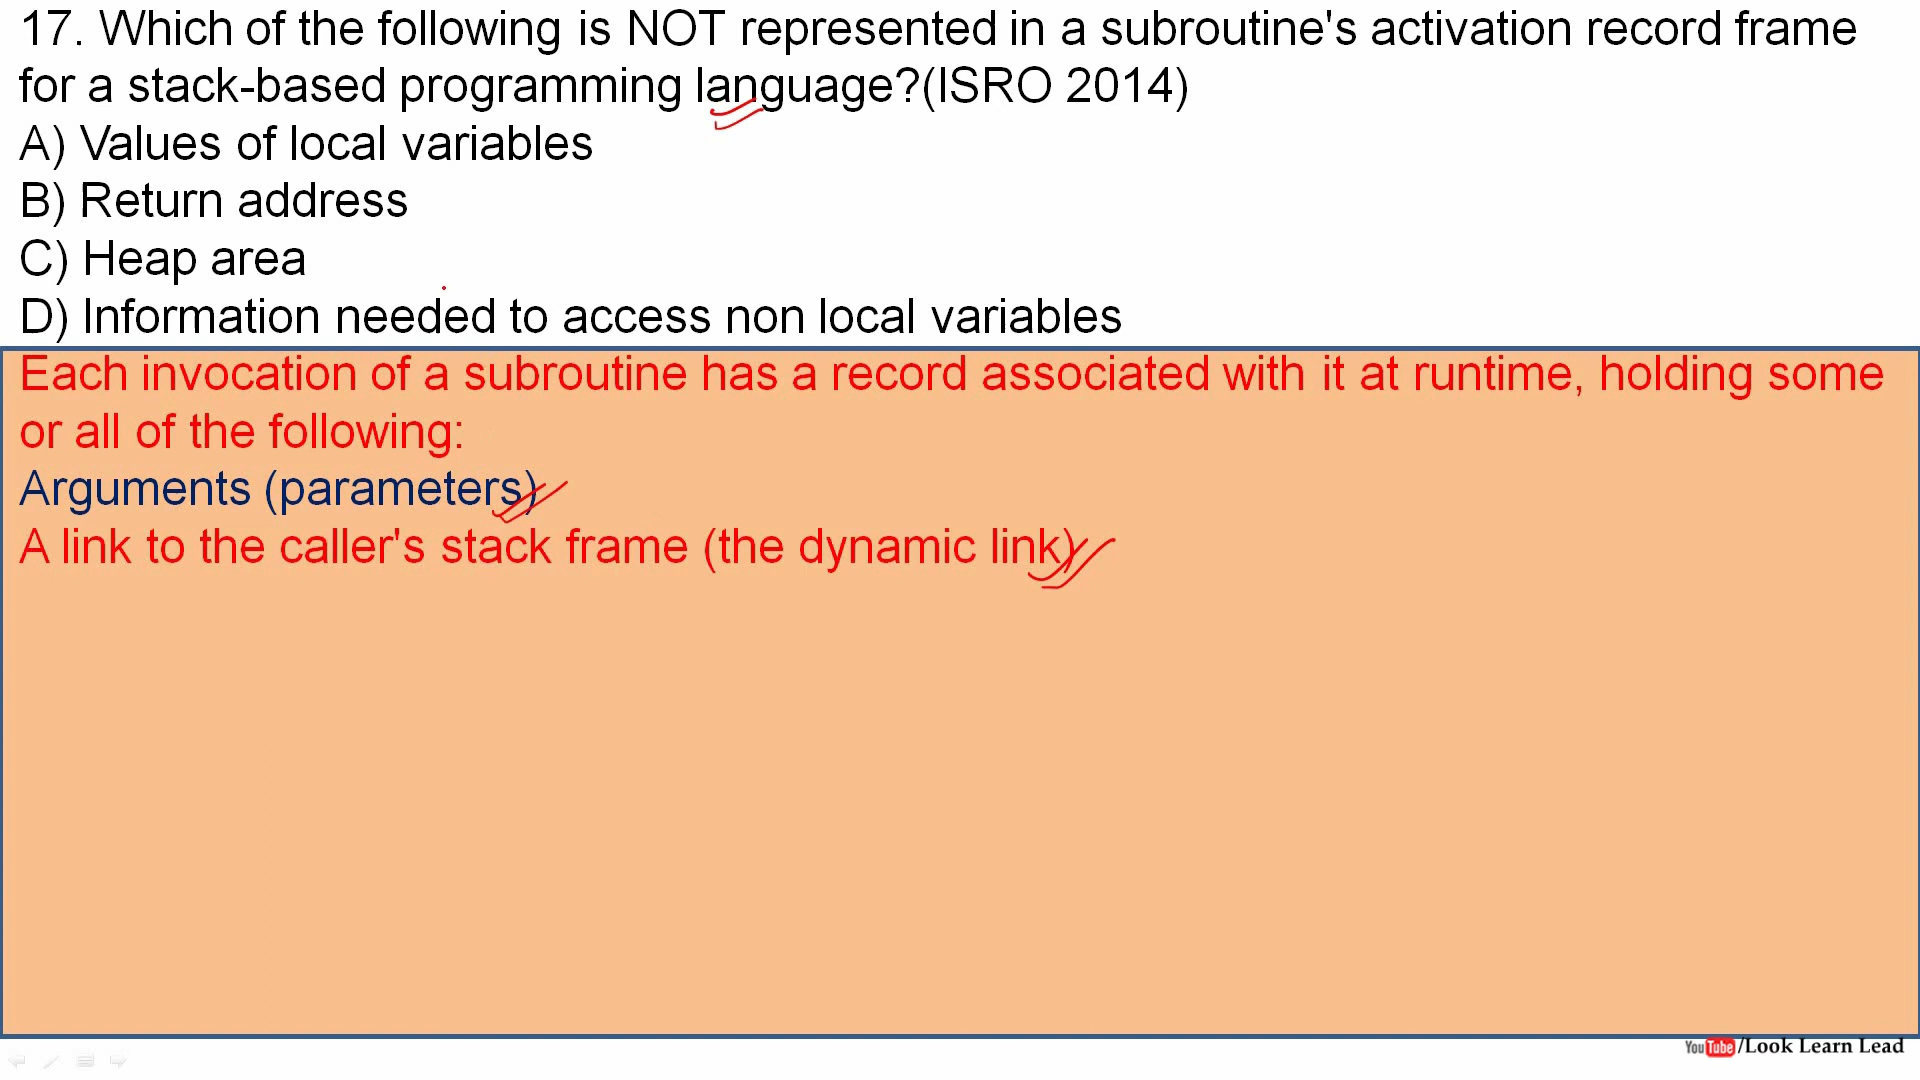 17. Which of the following is NOT represented in a subroutine's activation record frame
for a stack-based programming language?(ISRO 2014)
A) Values of local variables
B) Return address
C) Heap area
D) Information needed to access non local variables
Each invocation of a subroutine has a record associated with it at runtime, holding some
or all of the following:
Arguments (parameters)
A link to the caller's stack frame (the dynamic link)
YouTube/Look Learn Lead